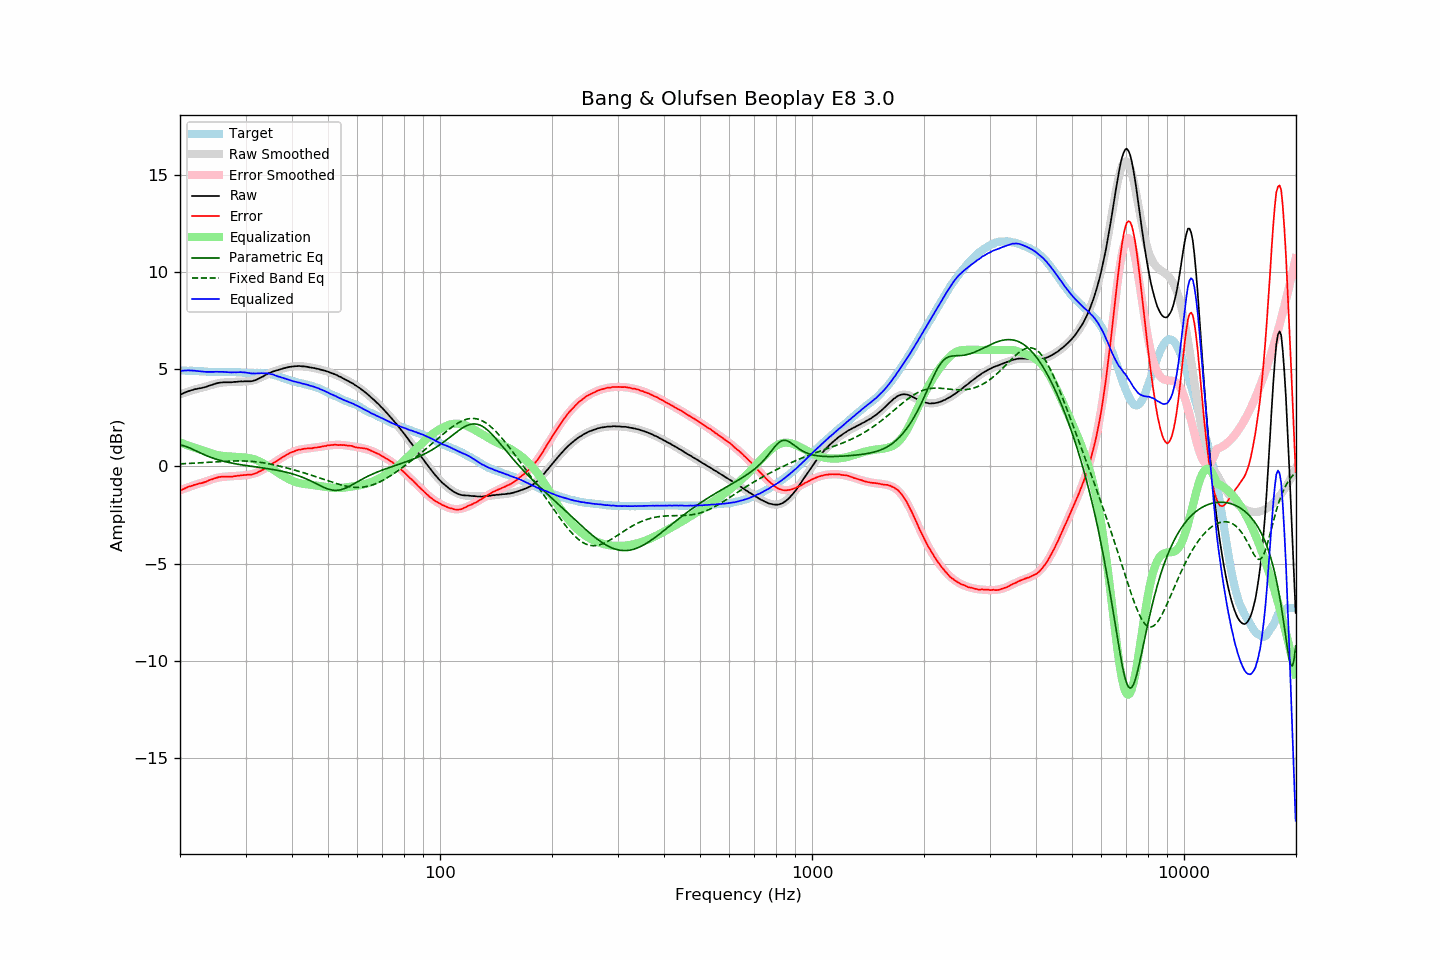 Bang & Olufsen Beoplay E8 3.0
Target
Raw Smoothed
Error Smoothed
Raw
Error
Equalization
Parametric Eq
Fixed Band Eq
Equalized
15
10
5
0
−5
−10
−15
Amplitude (dBr)
100 1000 10000
Frequency (Hz)